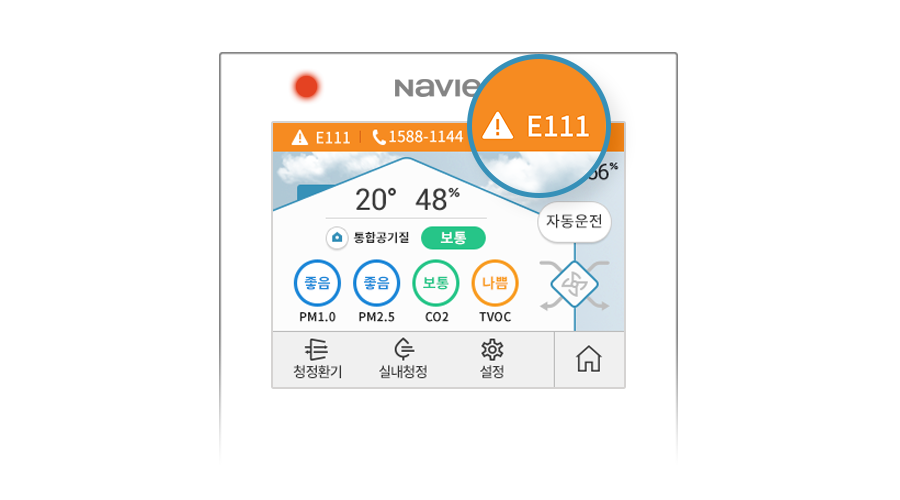 NAVIE
E111
E111 1588-1144
66%
20° 48%
자동운전
통합공기질 보통
좋음 좋음 보통 나쁨
PM1.0 PM2.5 CO2 TVOC
청정환기 실내청정 설정